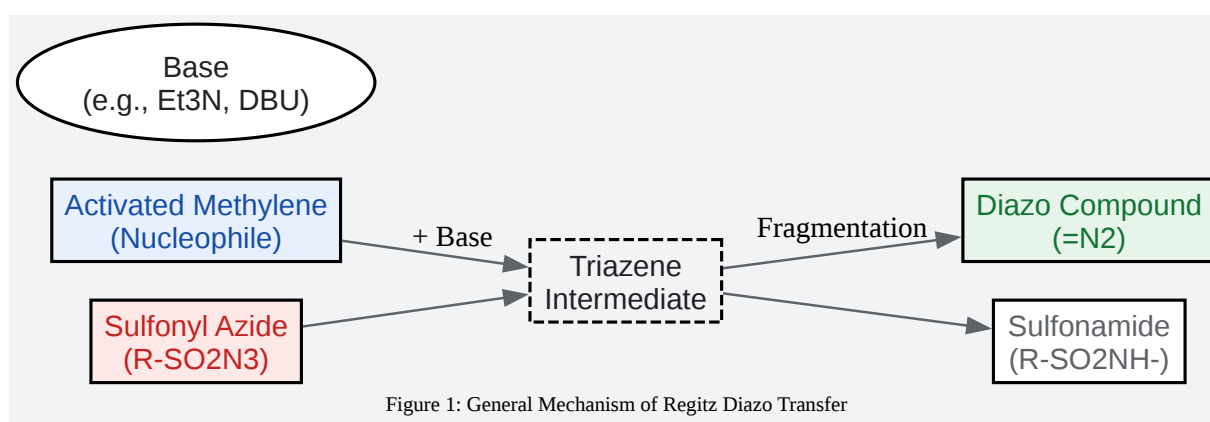 Base
(e.g., Et3N, DBU)
Activated Methylene
(Nucleophile)
+ Base
Sulfonyl Azide
(R-SO2N3)
Triazene
Intermediate
Fragmentation
Diazo Compound
(=N2)
Sulfonamide
(R-SO2NH-)
Figure 1: General Mechanism of Regitz Diazo Transfer